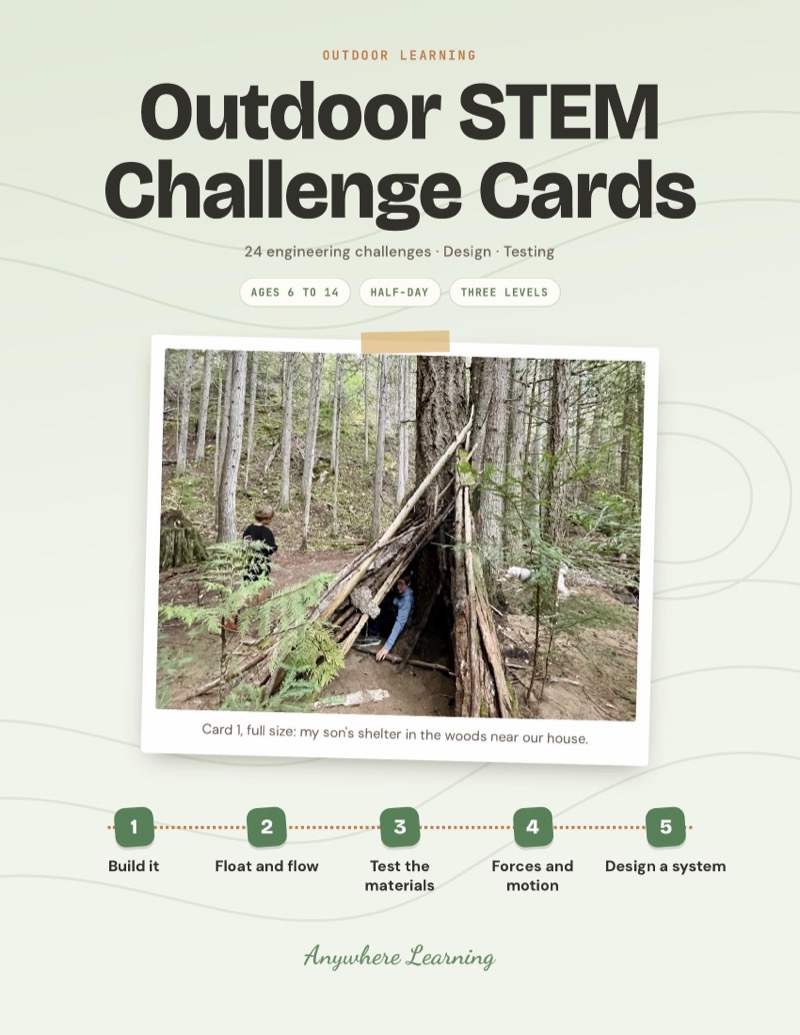 OUTDOOR LEARNING
Outdoor STEM
Challenge Cards
24 engineering challenges · Design · Testing
AGES 6 TO 14
HALF-DAY
THREE LEVELS
Card 1, full size: my son's shelter in the woods near our house.
1
2
3
4
5
Build it
Float and flow
Test the
materials
Forces and
motion
Design a system
Anywhere Learning